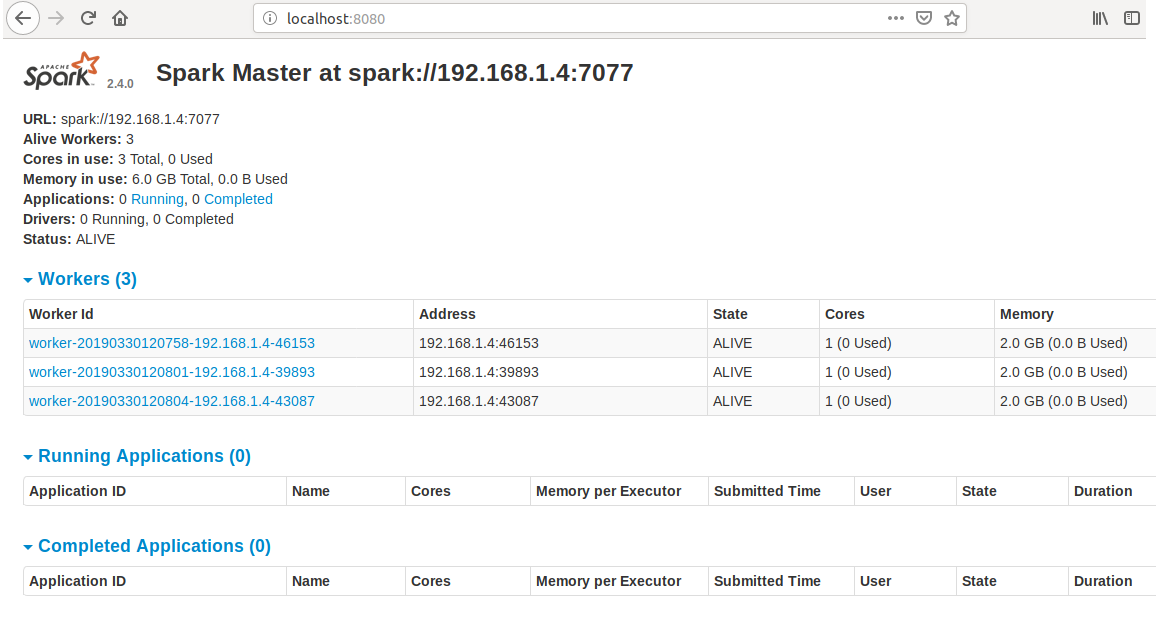 localhost:8080
APACHE Spark 2.4.0 Spark Master at spark://192.168.1.4:7077
URL: spark://192.168.1.4:7077
Alive Workers: 3
Cores in use: 3 Total, 0 Used
Memory in use: 6.0 GB Total, 0.0 B Used
Applications: 0 Running, 0 Completed
Drivers: 0 Running, 0 Completed
Status: ALIVE
Workers (3)
Worker Id Address State Cores Memory
worker-20190330120758-192.168.1.4-46153 192.168.1.4:46153 ALIVE 1 (0 Used) 2.0 GB (0.0 B Used)
worker-20190330120801-192.168.1.4-39893 192.168.1.4:39893 ALIVE 1 (0 Used) 2.0 GB (0.0 B Used)
worker-20190330120804-192.168.1.4-43087 192.168.1.4:43087 ALIVE 1 (0 Used) 2.0 GB (0.0 B Used)
Running Applications (0)
Application ID Name Cores Memory per Executor Submitted Time User State Duration
Completed Applications (0)
Application ID Name Cores Memory per Executor Submitted Time User State Duration